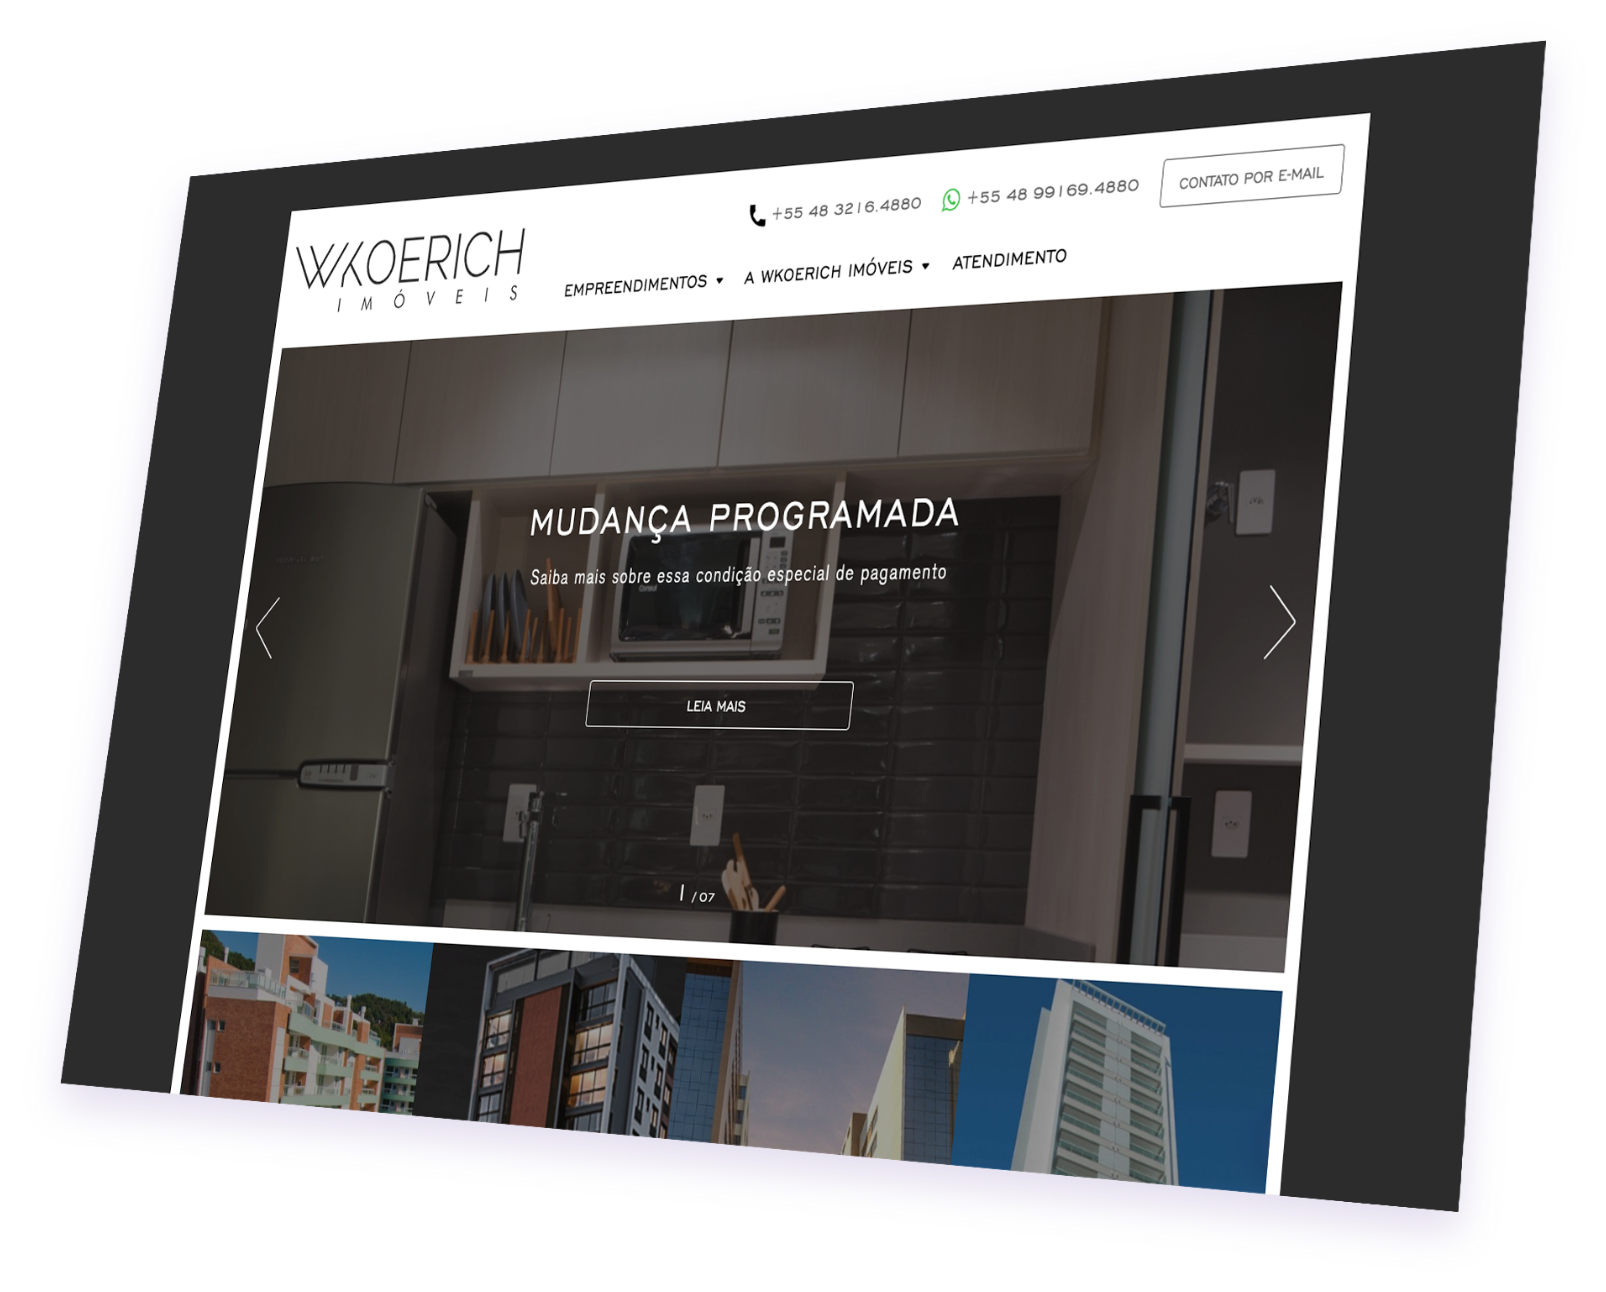 +55 48 3216.4880
+55 48 99169.4880
CONTATO POR E-MAIL
WKOERICH
IMÓVEIS
EMPREENDIMENTOS
A WKOERICH IMÓVEIS
ATENDIMENTO
MUDANÇA PROGRAMADA
Saiba mais sobre essa condição especial de pagamento
Consul
LEIA MAIS
1 / 07